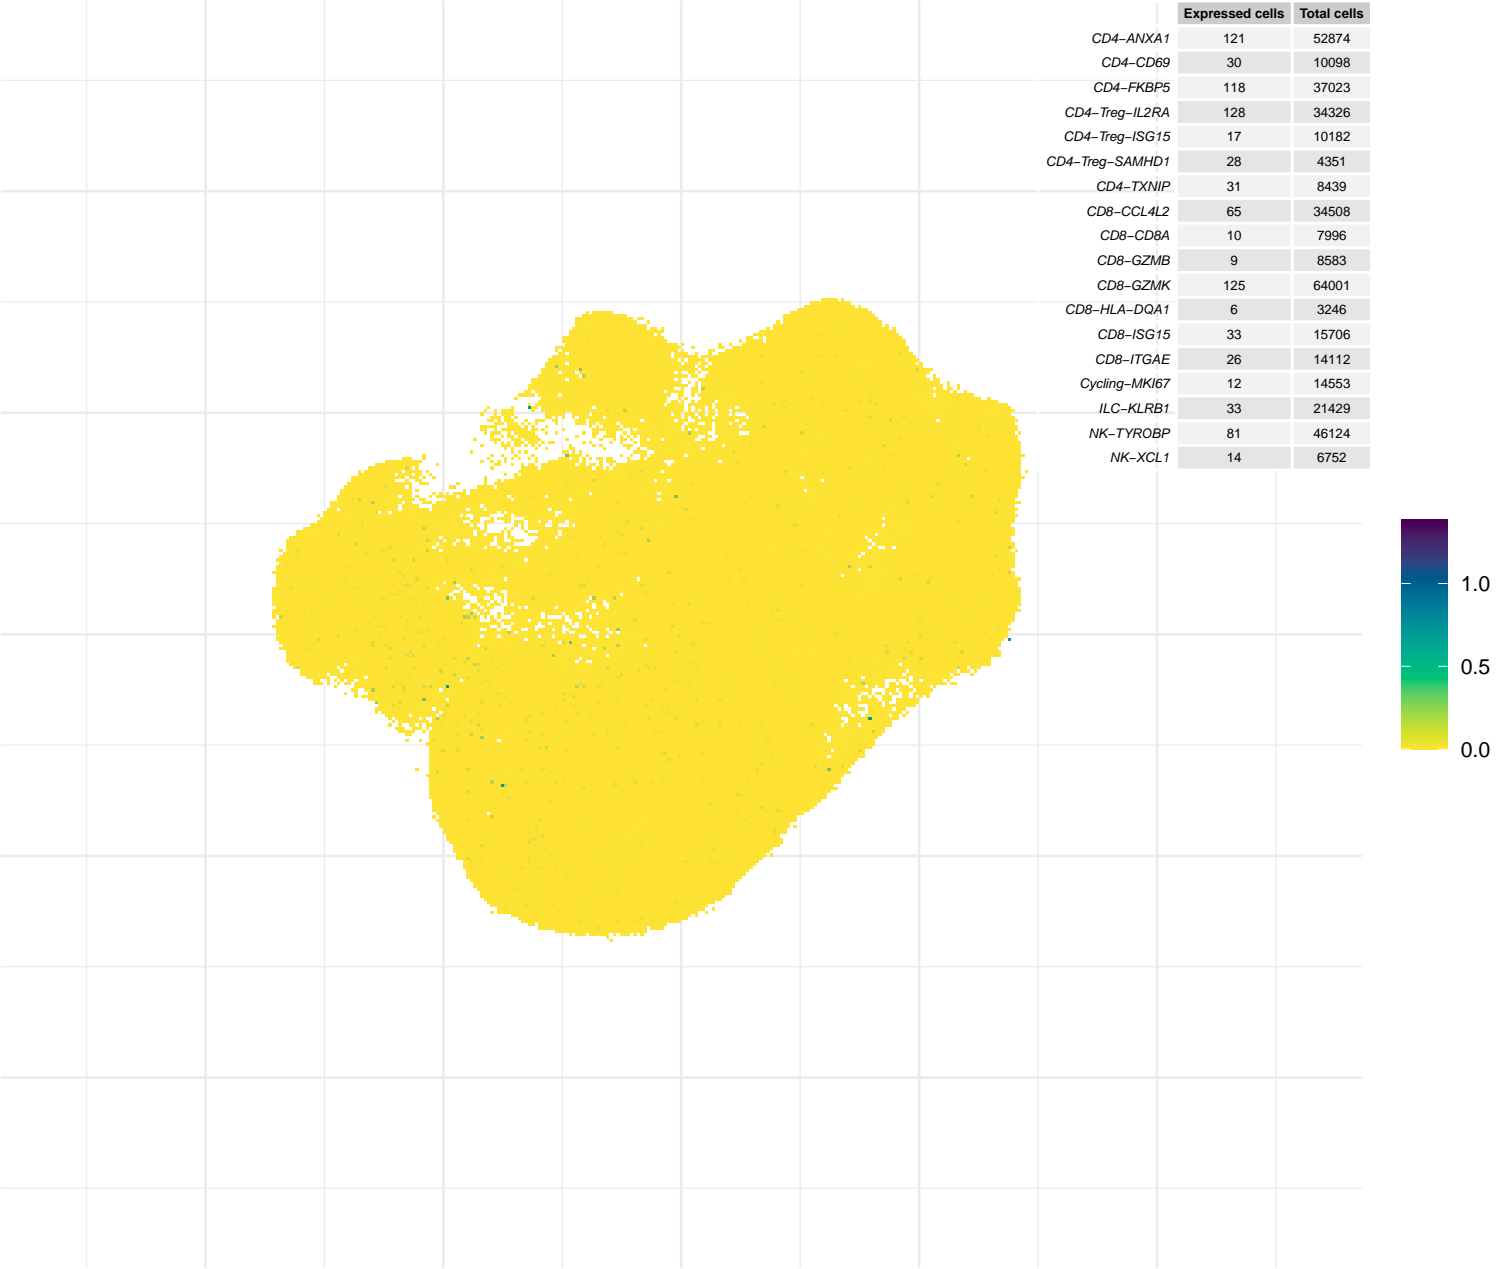 Expressed cells Total cells
CD4−ANXA1 121 52874
CD4−CD69 30 10098
CD4−FKBP5 118 37023
CD4−Treg−IL2RA 128 34326
CD4−Treg−ISG15 17 10182
CD4−Treg−SAMHD1 28 4351
CD4−TXNIP 31 8439
CD8−CCL4L2 65 34508
CD8−CD8A 10 7996
CD8−GZMB 9 8583
CD8−GZMK 125 64001
CD8−HLA−DQA1 6 3246
CD8−ISG15 33 15706
CD8−ITGAE 26 14112
Cycling−MKI67 12 14553
ILC−KLRB1 33 21429
NK−TYROBP 81 46124
NK−XCL1 14 6752
1.0
0.5
0.0